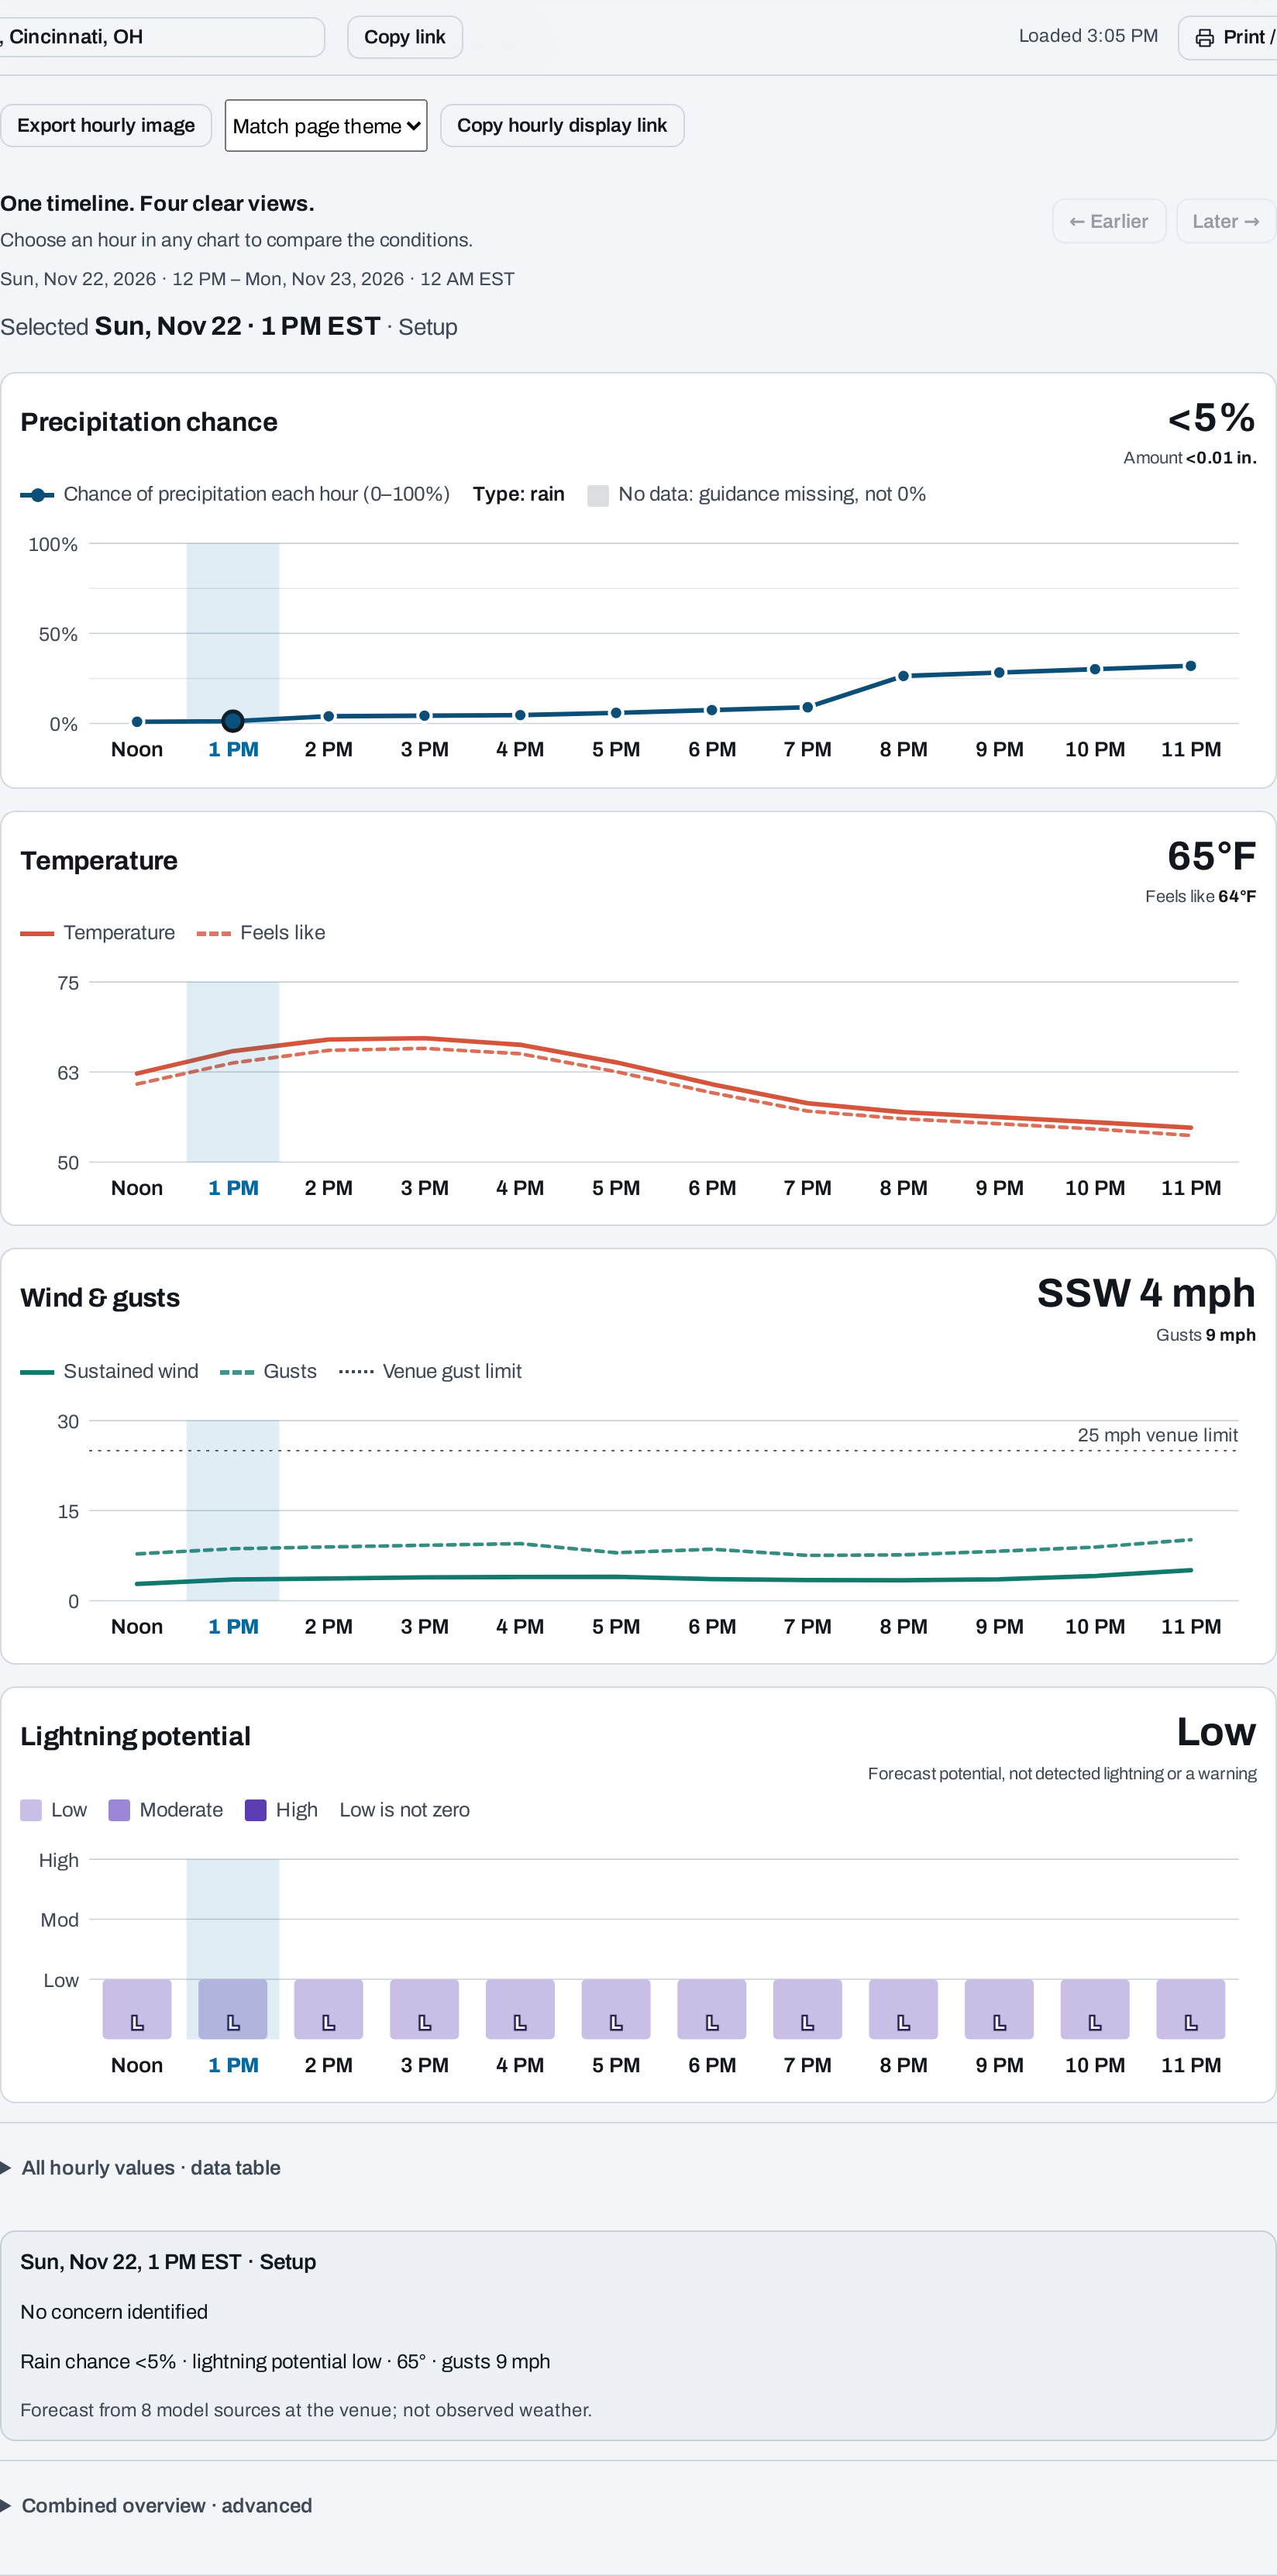 , Cincinnati, OH
Copy link
Loaded 3:05 PM
Print /
Export hourly image
Match page theme
Copy hourly display link
One timeline. Four clear views.
Choose an hour in any chart to compare the conditions.
Sun, Nov 22, 2026 · 12 PM – Mon, Nov 23, 2026 · 12 AM EST
← Earlier
Later →
Selected Sun, Nov 22 · 1 PM EST · Setup
Precipitation chance
<5%
Amount <0.01 in.
Chance of precipitation each hour (0–100%) Type: rain No data: guidance missing, not 0%
100%
50%
0%
Noon 1 PM 2 PM 3 PM 4 PM 5 PM 6 PM 7 PM 8 PM 9 PM 10 PM 11 PM
Temperature
65°F
Feels like 64°F
Temperature Feels like
75
63
50
Noon 1 PM 2 PM 3 PM 4 PM 5 PM 6 PM 7 PM 8 PM 9 PM 10 PM 11 PM
Wind & gusts
SSW 4 mph
Gusts 9 mph
Sustained wind Gusts Venue gust limit
30
25 mph venue limit
15
0
Noon 1 PM 2 PM 3 PM 4 PM 5 PM 6 PM 7 PM 8 PM 9 PM 10 PM 11 PM
Lightning potential
Low
Forecast potential, not detected lightning or a warning
Low Moderate High Low is not zero
High
Mod
Low
L L L L L L L L L L L L
Noon 1 PM 2 PM 3 PM 4 PM 5 PM 6 PM 7 PM 8 PM 9 PM 10 PM 11 PM
All hourly values · data table
Sun, Nov 22, 1 PM EST · Setup
No concern identified
Rain chance <5% · lightning potential low · 65° · gusts 9 mph
Forecast from 8 model sources at the venue; not observed weather.
Combined overview · advanced